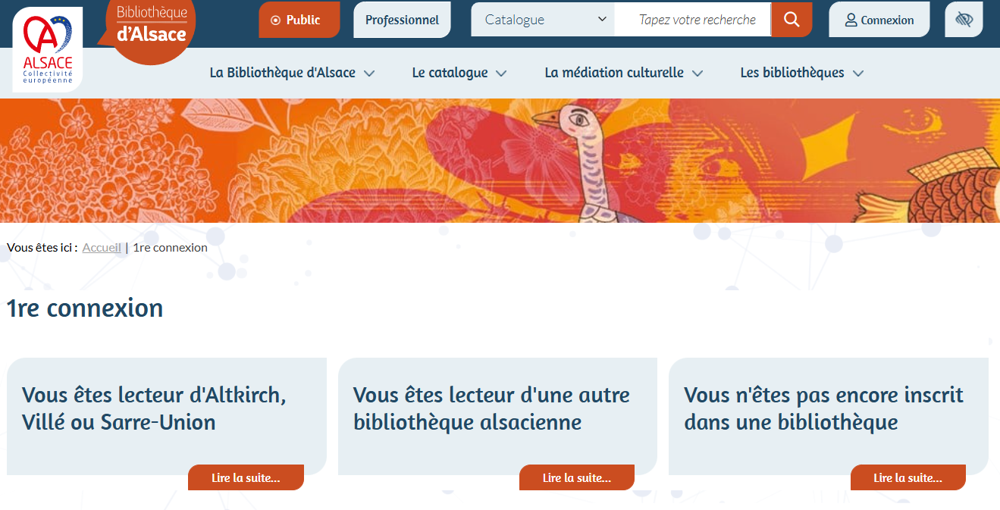 ALSACE
Collectivité
européenne
Bibliothèque
d'Alsace
Public
Professionnel
Catalogue
Tapez votre recherche
Connexion
La Bibliothèque d'Alsace
Le catalogue
La médiation culturelle
Les bibliothèques
Vous êtes ici : Accueil | 1re connexion
1re connexion
Vous êtes lecteur d'Altkirch,
Villé ou Sarre-Union
Lire la suite...
Vous êtes lecteur d'une autre
bibliothèque alsacienne
Lire la suite...
Vous n'êtes pas encore inscrit
dans une bibliothèque
Lire la suite...